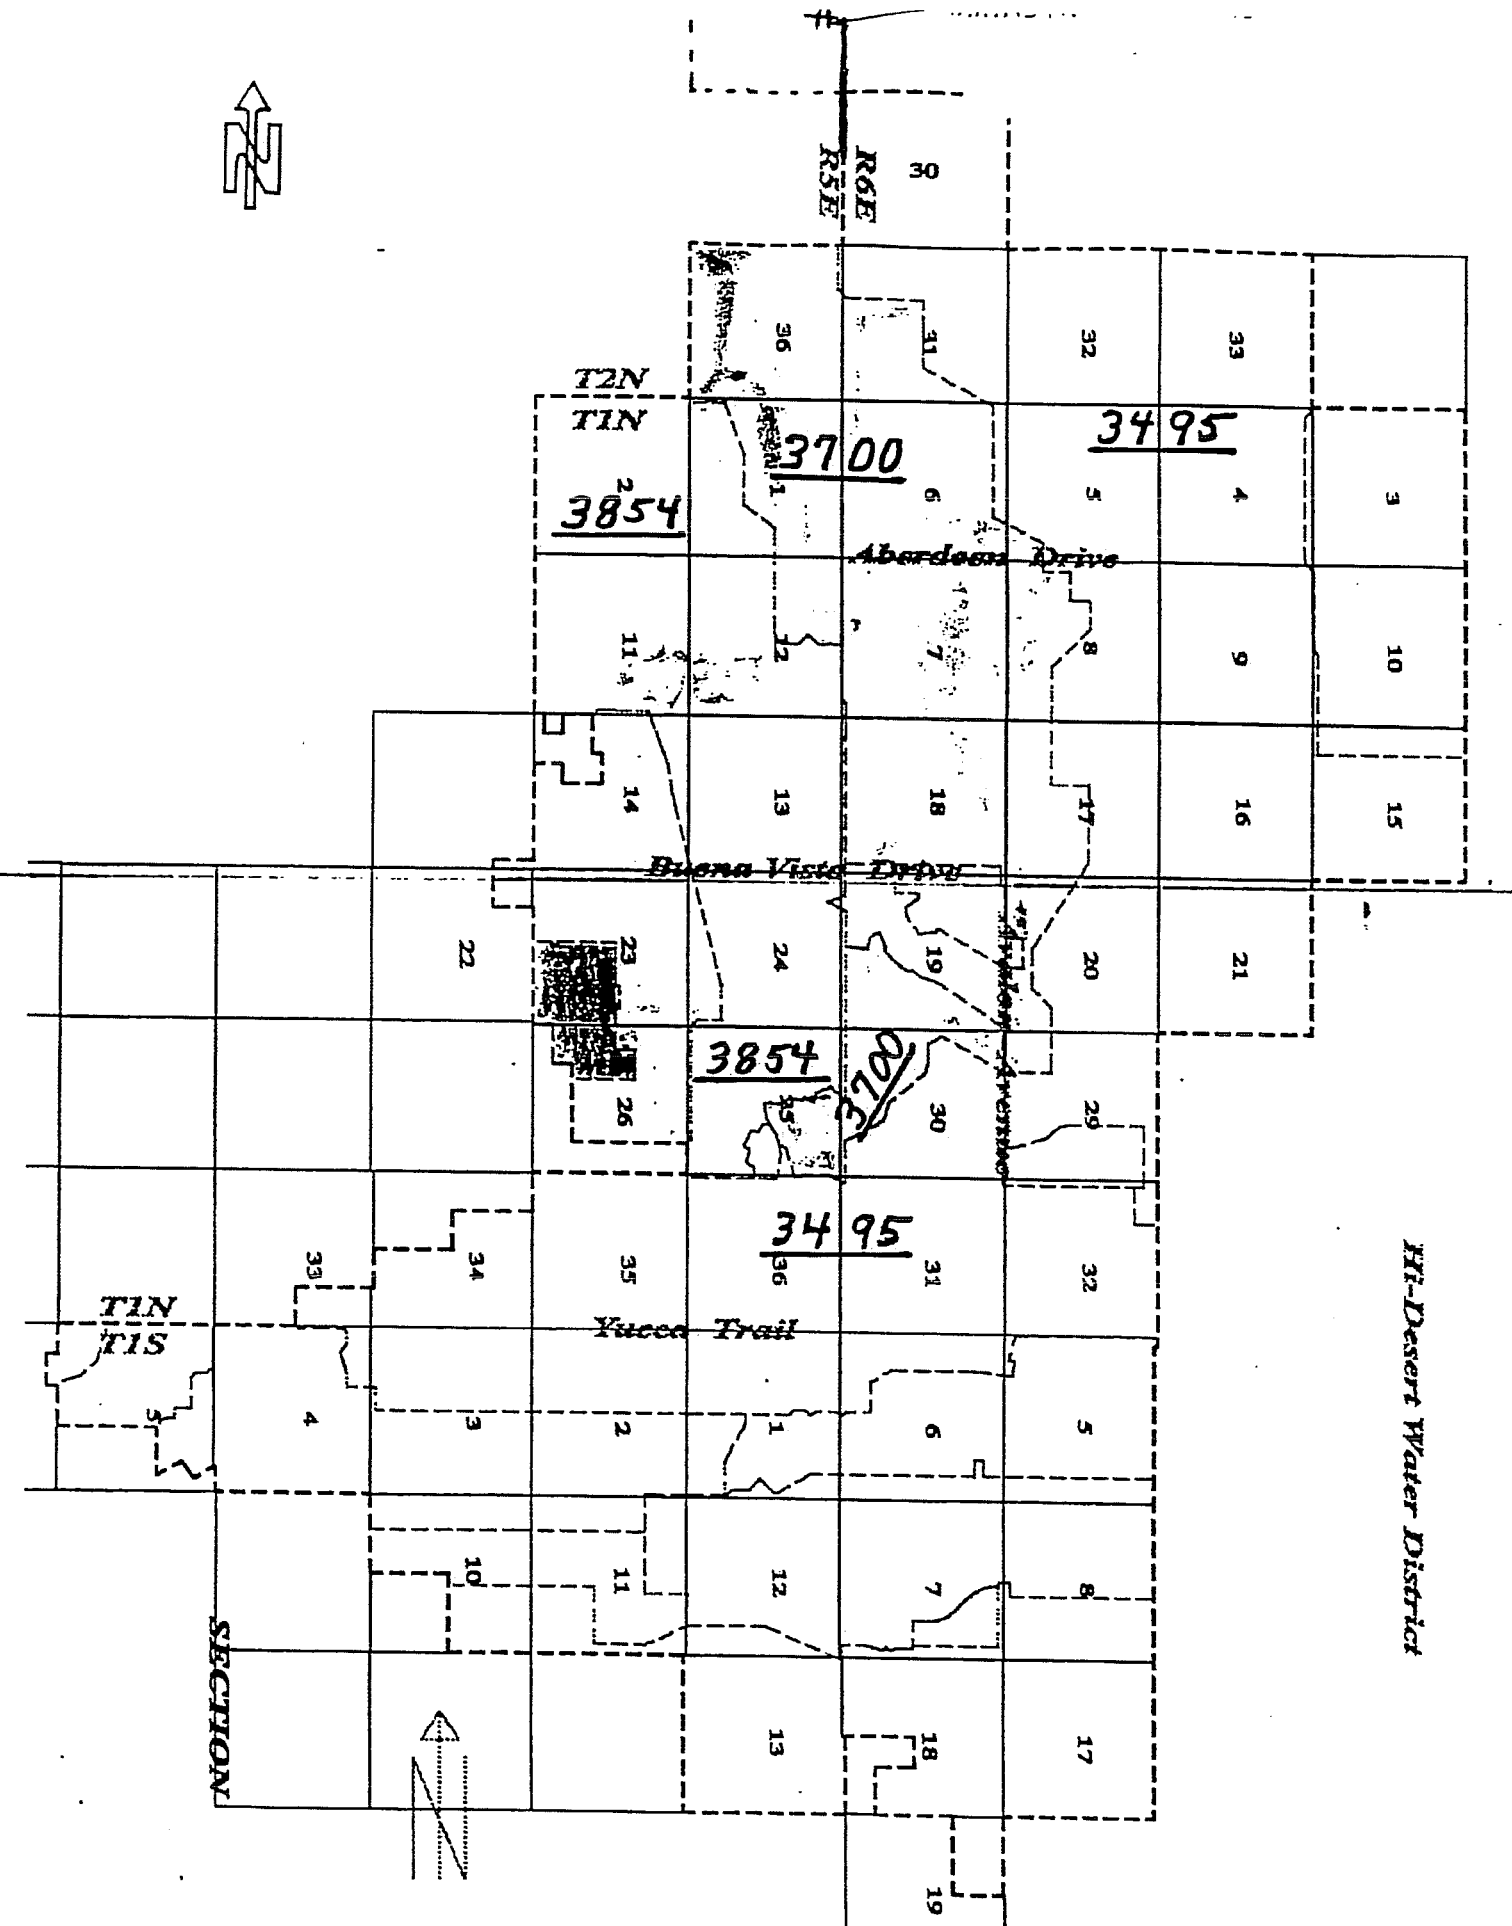 R5E R6E 30
36 31 32 33
T2N
T1N
3700 3495
2 1 6 5 4 3
3854
Aberdeen Drive
11 12 7 8 9 10
14 13 18 17 16 15
Buena Vista Drive
22 23 24 19 20 21
3854 3700
26 25 30 29
Avalon Avenue
3495
33 34 35 36 31 32
T1N
T1S
Yucca Trail
5 4 3 2 1 6 5
Hi-Desert Water District
10 11 12 7 8
SECTION
13 18 17
N
19